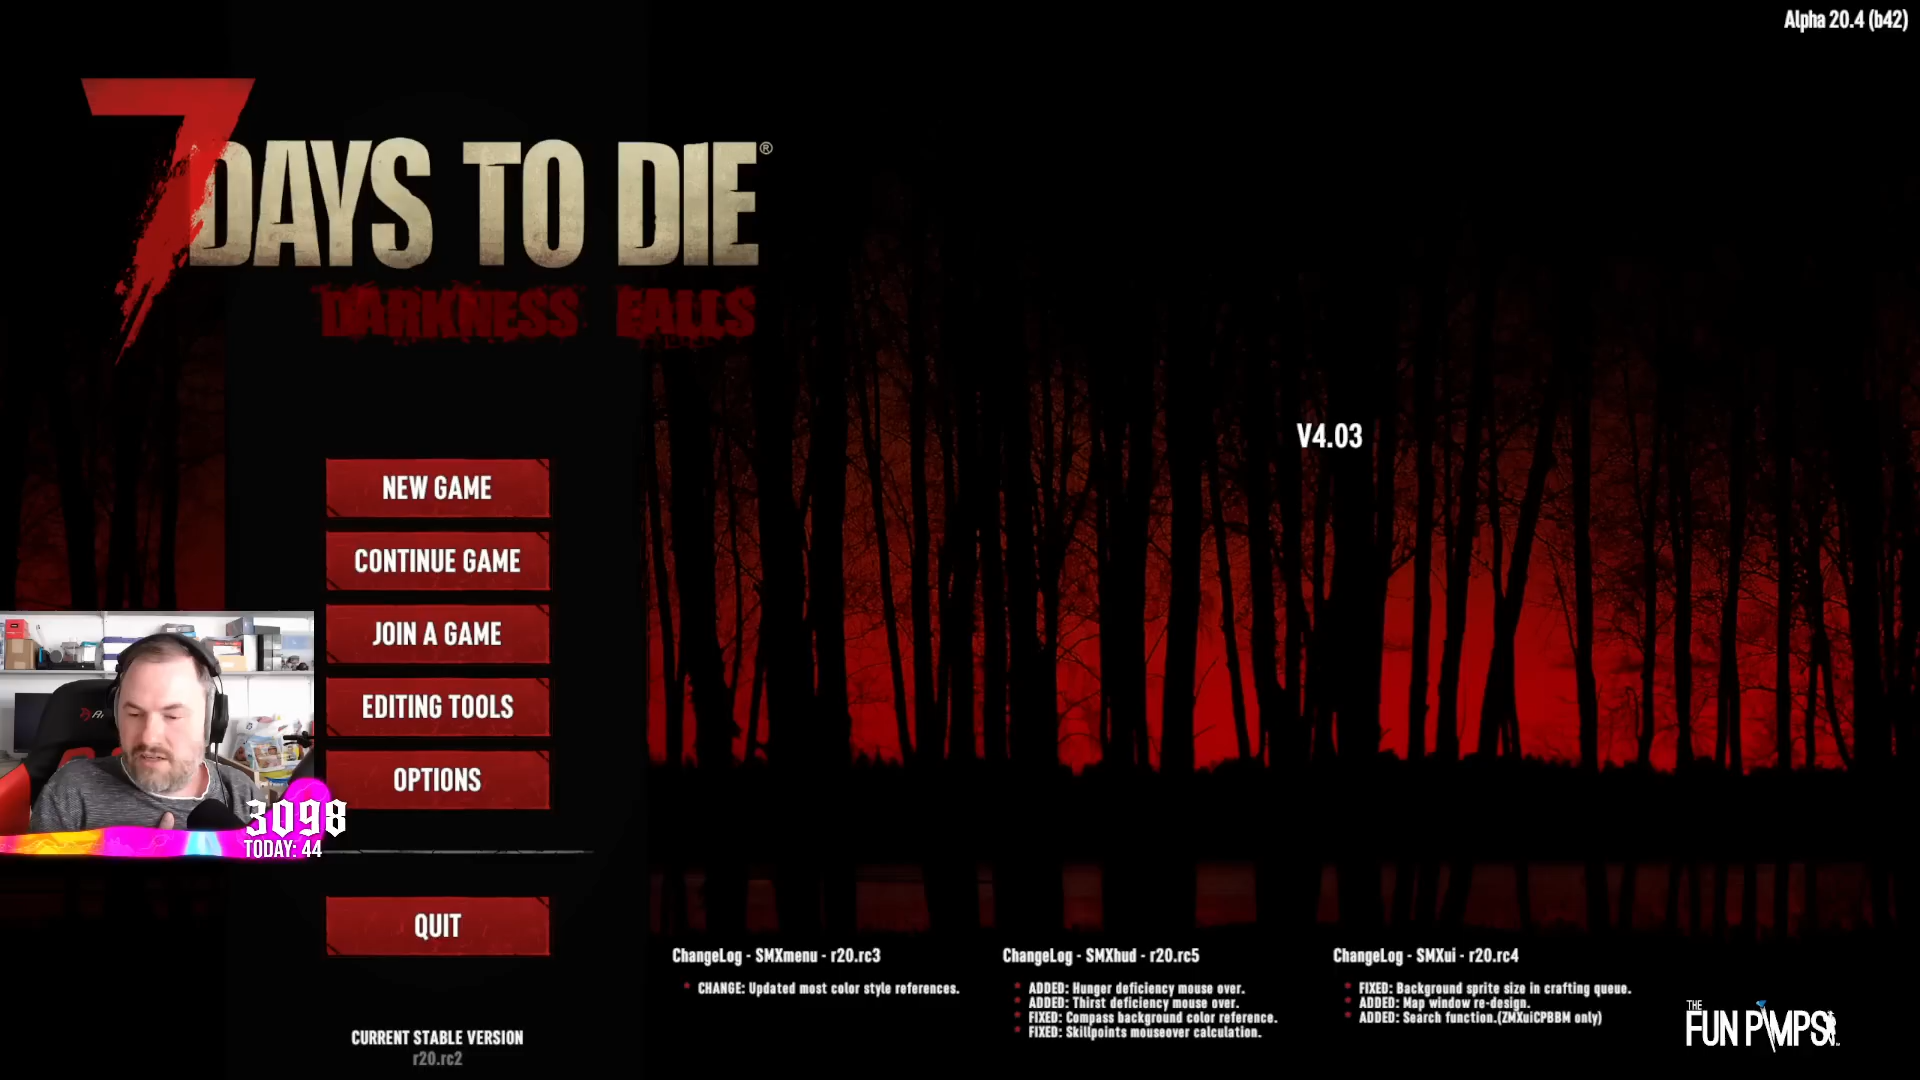 Alpha 20.4 (b42)
7 DAYS TO DIE®
DARKNESS FALLS
V4.03
NEW GAME
CONTINUE GAME
JOIN A GAME
EDITING TOOLS
OPTIONS
3098
TODAY: 44
QUIT
CURRENT STABLE VERSION
r20.rc2
ChangeLog - SMXmenu - r20.rc3
* CHANGE: Updated most color style references.
ChangeLog - SMXhud - r20.rc5
* ADDED: Hunger deficiency mouse over.
* ADDED: Thirst deficiency mouse over.
* FIXED: Compass background color reference.
* FIXED: Skillpoints mouseover calculation.
ChangeLog - SMXui - r20.rc4
* FIXED: Background sprite size in crafting queue.
* ADDED: Map window re-design.
* ADDED: Search function.(ZMXuiCPBBM only)
THE
FUN PIMPS